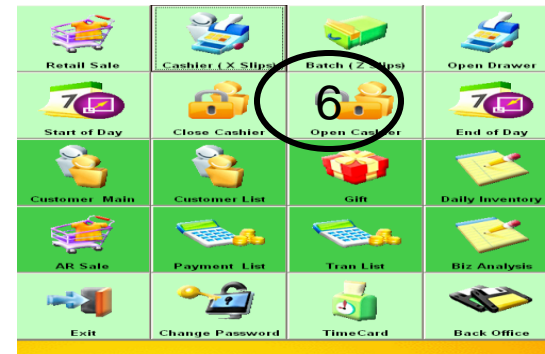 Retail Sale
Cashier ( X Slips)
Batch ( Z Slips)
Open Drawer
6
Start of Day
Close Cashier
Open Cashier
End of Day
Customer Main
Customer List
Gift
Daily Inventory
AR Sale
Payment List
Tran List
Biz Analysis
Exit
Change Password
TimeCard
Back Office